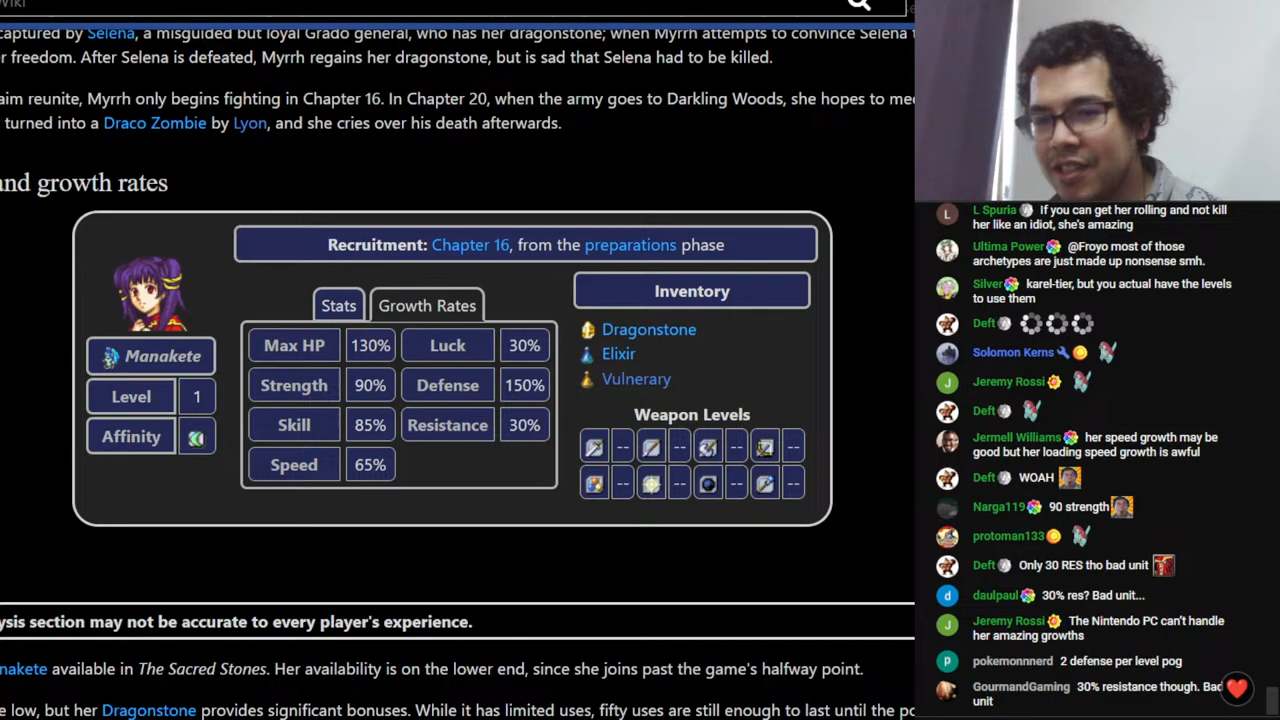 Wiki
captured by Selena, a misguided but loyal Grado general, who has her dragonstone; when Myrrh attempts to convince Selena
r freedom. After Selena is defeated, Myrrh regains her dragonstone, but is sad that Selena had to be killed.
aim reunite, Myrrh only begins fighting in Chapter 16. In Chapter 20, when the army goes to Darkling Woods, she hopes to
turned into a Draco Zombie by Lyon, and she cries over his death afterwards.
and growth rates
Recruitment: Chapter 16, from the preparations phase
Manakete
Level 1
Affinity
Stats
Growth Rates
Max HP 130% Luck 30%
Strength 90% Defense 150%
Skill 85% Resistance 30%
Speed 65%
Inventory
Dragonstone
Elixir
Vulnerary
Weapon Levels
-- -- -- --
-- -- -- --
ysis section may not be accurate to every player's experience.
nakete available in The Sacred Stones. Her availability is on the lower end, since she joins past the game's halfway point.
e low, but her Dragonstone provides significant bonuses. While it has limited uses, fifty uses are still enough to last until the
L Spuria If you can get her rolling and not kill
her like an idiot, she's amazing
Ultima Power @Froyo most of those
archetypes are just made up nonsense smh.
Silver karel-tier, but you actual have the levels
to use them
Deft
Solomon Kerns
Jeremy Rossi
Deft
Jermell Williams her speed growth may be
good but her loading speed growth is awful
Deft WOAH
Narga119 90 strength
protoman133
Deft Only 30 RES tho bad unit
daulpaul 30% res? Bad unit...
Jeremy Rossi The Nintendo PC can't handle
her amazing growths
pokemonnnerd 2 defense per level pog
GourmandGaming 30% resistance though. Bad
unit